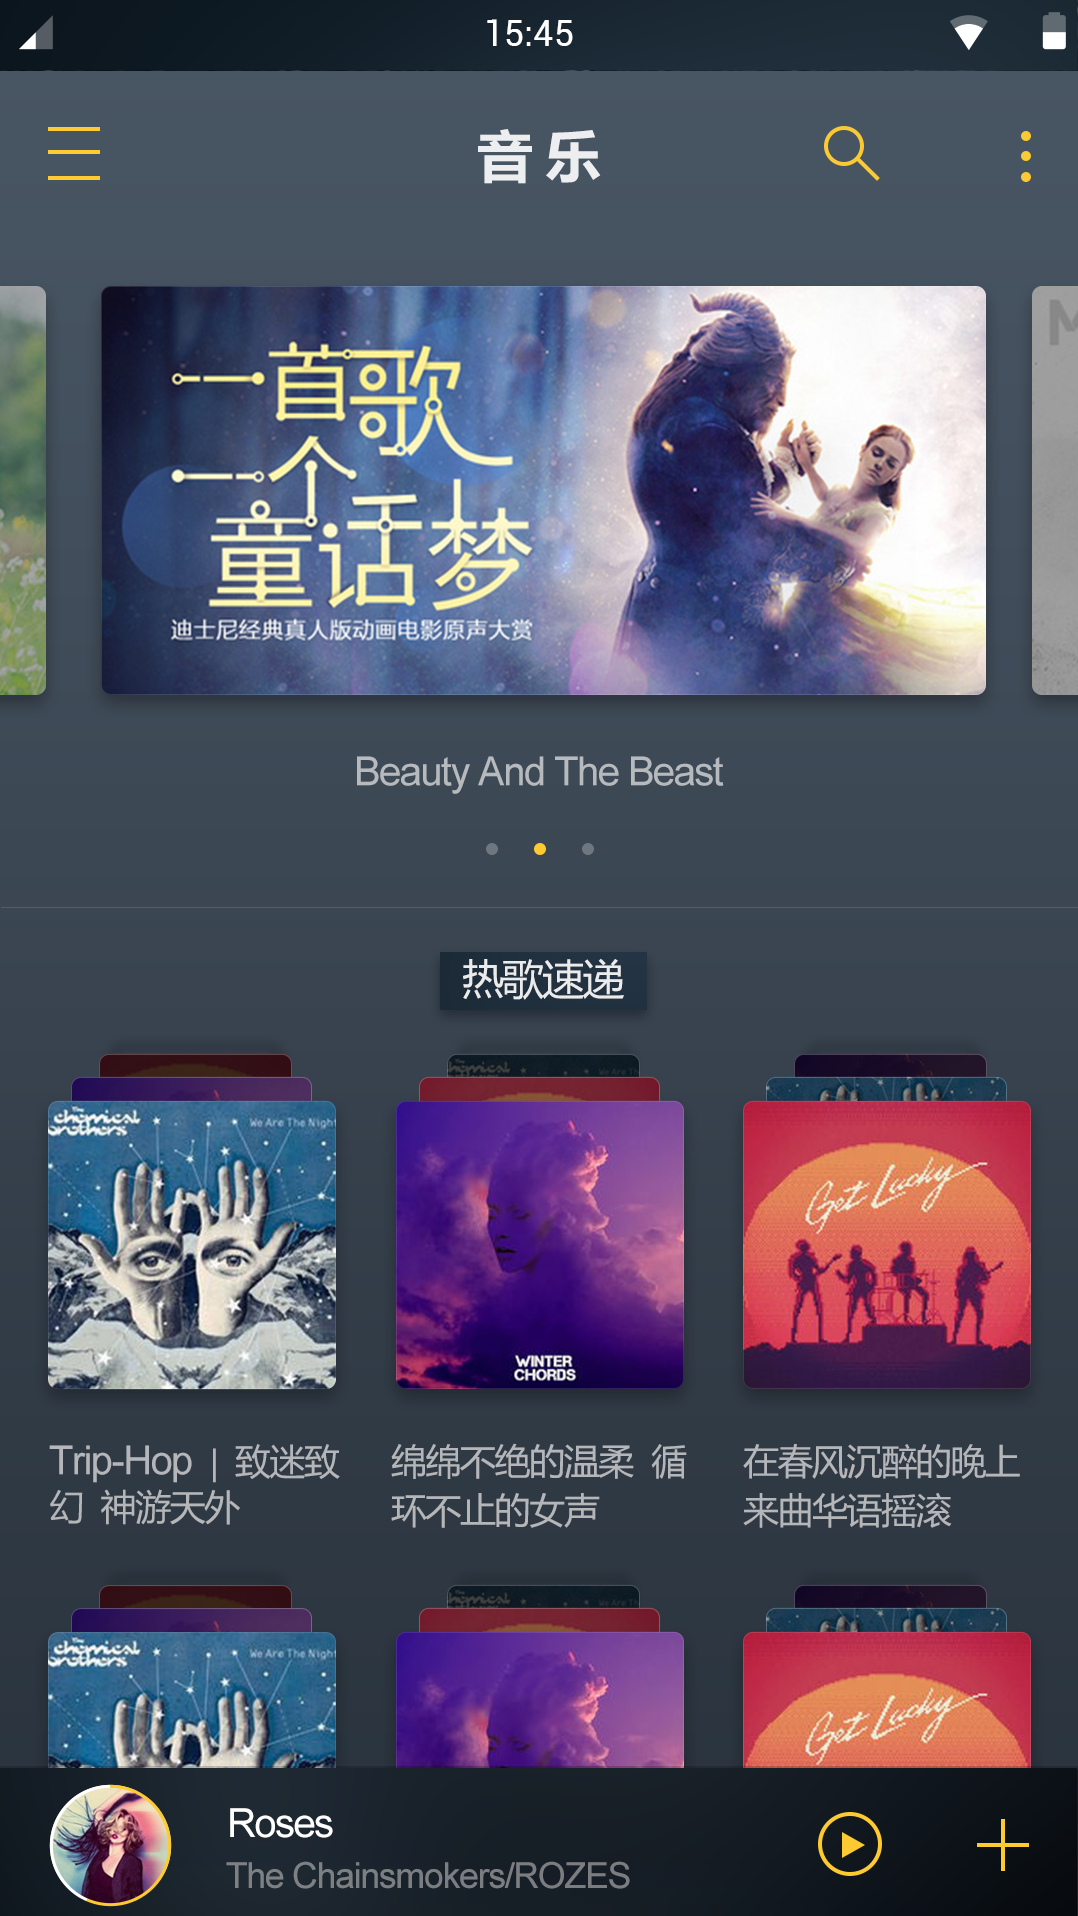 15:45
音乐
M
一首歌
一个
童话梦
迪士尼经典真人版动画电影原声大赏
Beauty And The Beast
热歌速递
The
chemical
brothers
We Are The Night
WINTER
CHORDS
Get Lucky
Trip-Hop | 致迷致
幻 神游天外
绵绵不绝的温柔 循
环不止的女声
在春风沉醉的晚上
来曲华语摇滚
The
chemical
brothers
We Are The Night
Get Lucky
Roses
The Chainsmokers/ROZES